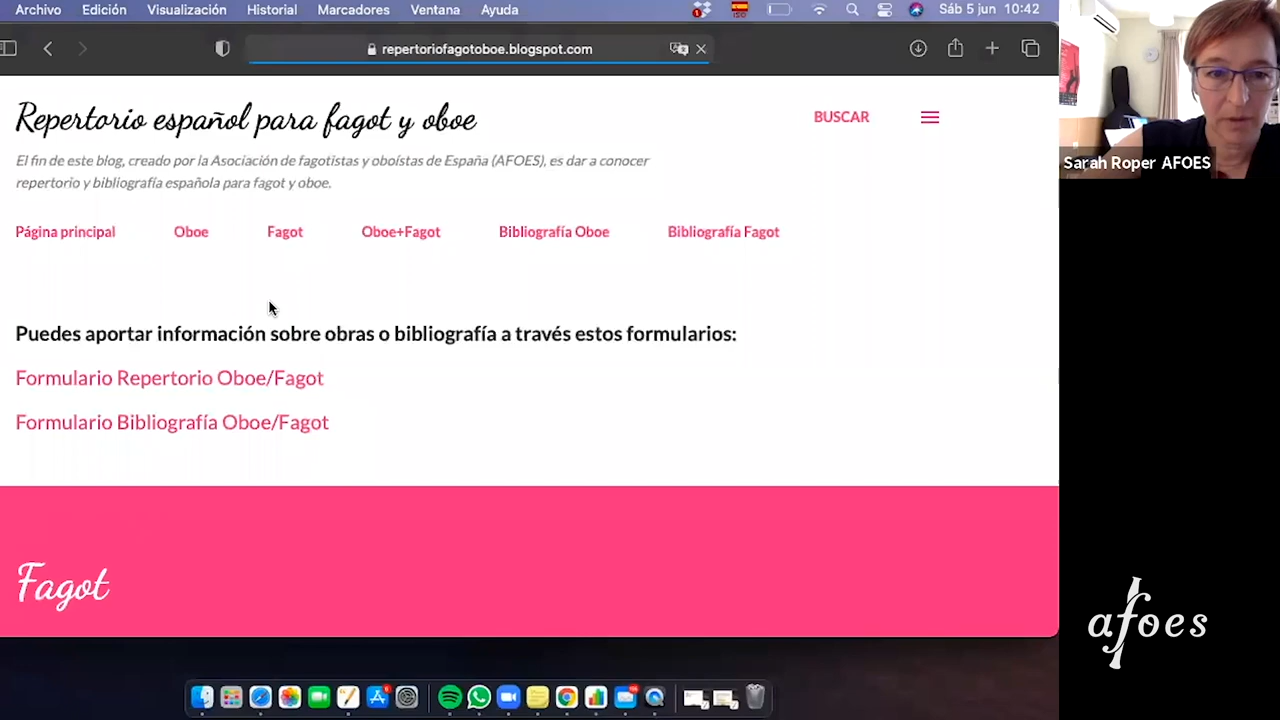 Archivo Edición Visualización Historial Marcadores Ventana Ayuda Sáb 5 jun 10:42
repertoriofagotoboe.blogspot.com
Repertorio español para fagot y oboe
BUSCAR
El fin de este blog, creado por la Asociación de fagotistas y oboístas de España (AFOES), es dar a conocer
repertorio y bibliografía española para fagot y oboe.
Página principal Oboe Fagot Oboe+Fagot Bibliografía Oboe Bibliografía Fagot
Puedes aportar información sobre obras o bibliografía a través estos formularios:
Formulario Repertorio Oboe/Fagot
Formulario Bibliografía Oboe/Fagot
Fagot
Sarah Roper AFOES
afoes